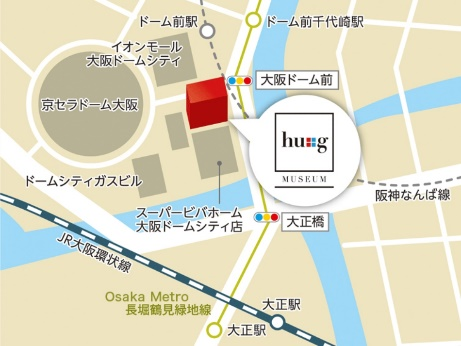 ドーム前駅
ドーム前千代崎駅
イオンモール
大阪ドームシティ
大阪ドーム前
京セラドーム大阪
hug
MUSEUM
ドームシティガスビル
阪神なんば線
スーパービバホーム
大阪ドームシティ店
大正橋
JR大阪環状線
Osaka Metro
長堀鶴見緑地線
大正駅
大正駅